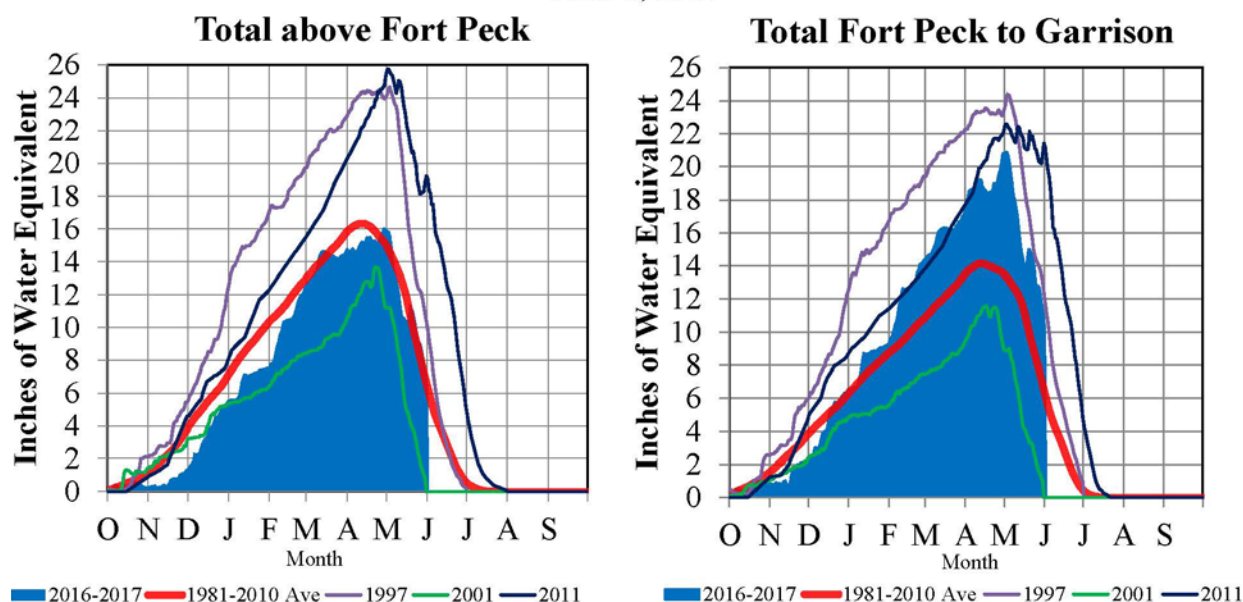 Total above Fort Peck
Inches of Water Equivalent
26
24
22
20
18
16
14
12
10
8
6
4
2
0
O N D J F M A M J J A S
Month
2016-2017 1981-2010 Ave 1997 2001 2011
Total Fort Peck to Garrison
Inches of Water Equivalent
26
24
22
20
18
16
14
12
10
8
6
4
2
0
O N D J F M A M J J A S
Month
2016-2017 1981-2010 Ave 1997 2001 2011